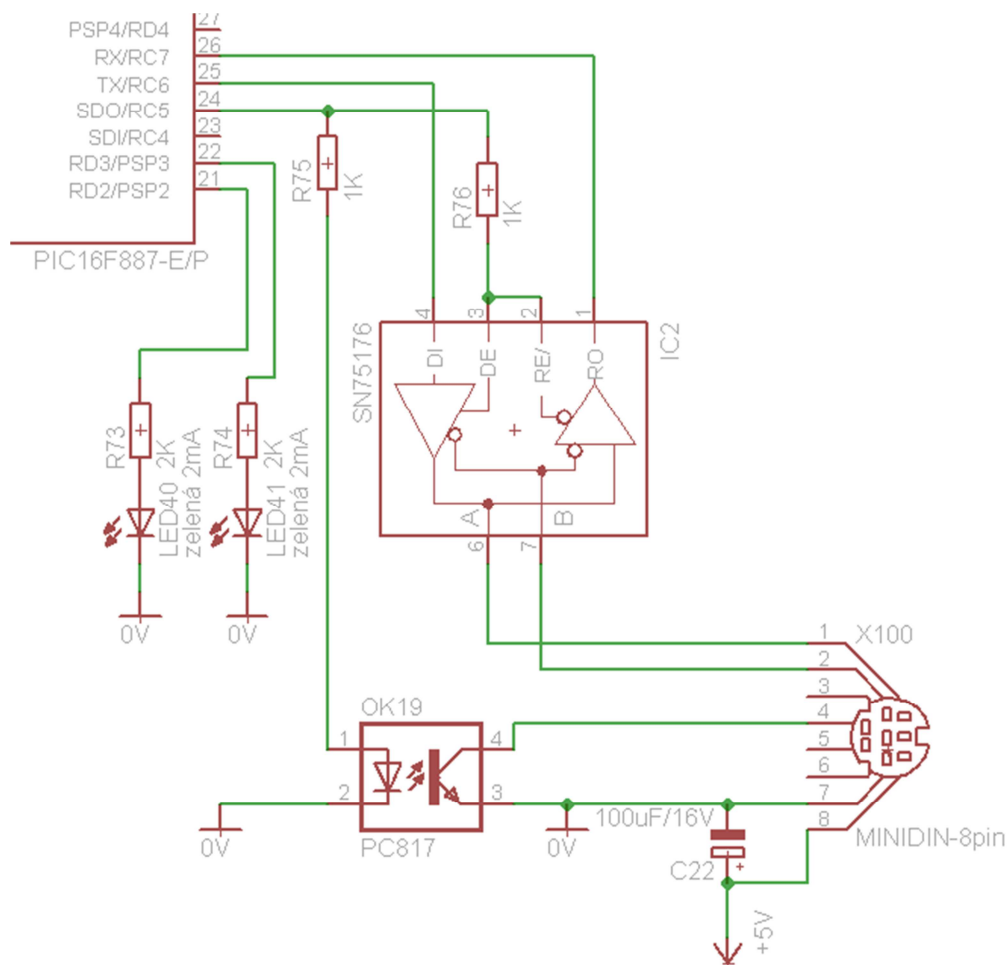 27
PSP4/RD4
26
RX/RC7
25
TX/RC6
24
SDO/RC5
23
SDI/RC4
22
RD3/PSP3
21
RD2/PSP2
PIC16F887-E/P
R75
1K
R76
1K
4
3
2
1
SN75176
DI
DE
RE/
RO
IC2
A
B
6
7
R73
2K
LED40
zelená 2mA
R74
2K
LED41
zelená 2mA
0V
0V
1
X100
2
3
4
5
6
7
8
MINIDIN-8pin
OK19
1
4
2
3
PC817
0V
0V
100uF/16V
C22
+
+5V